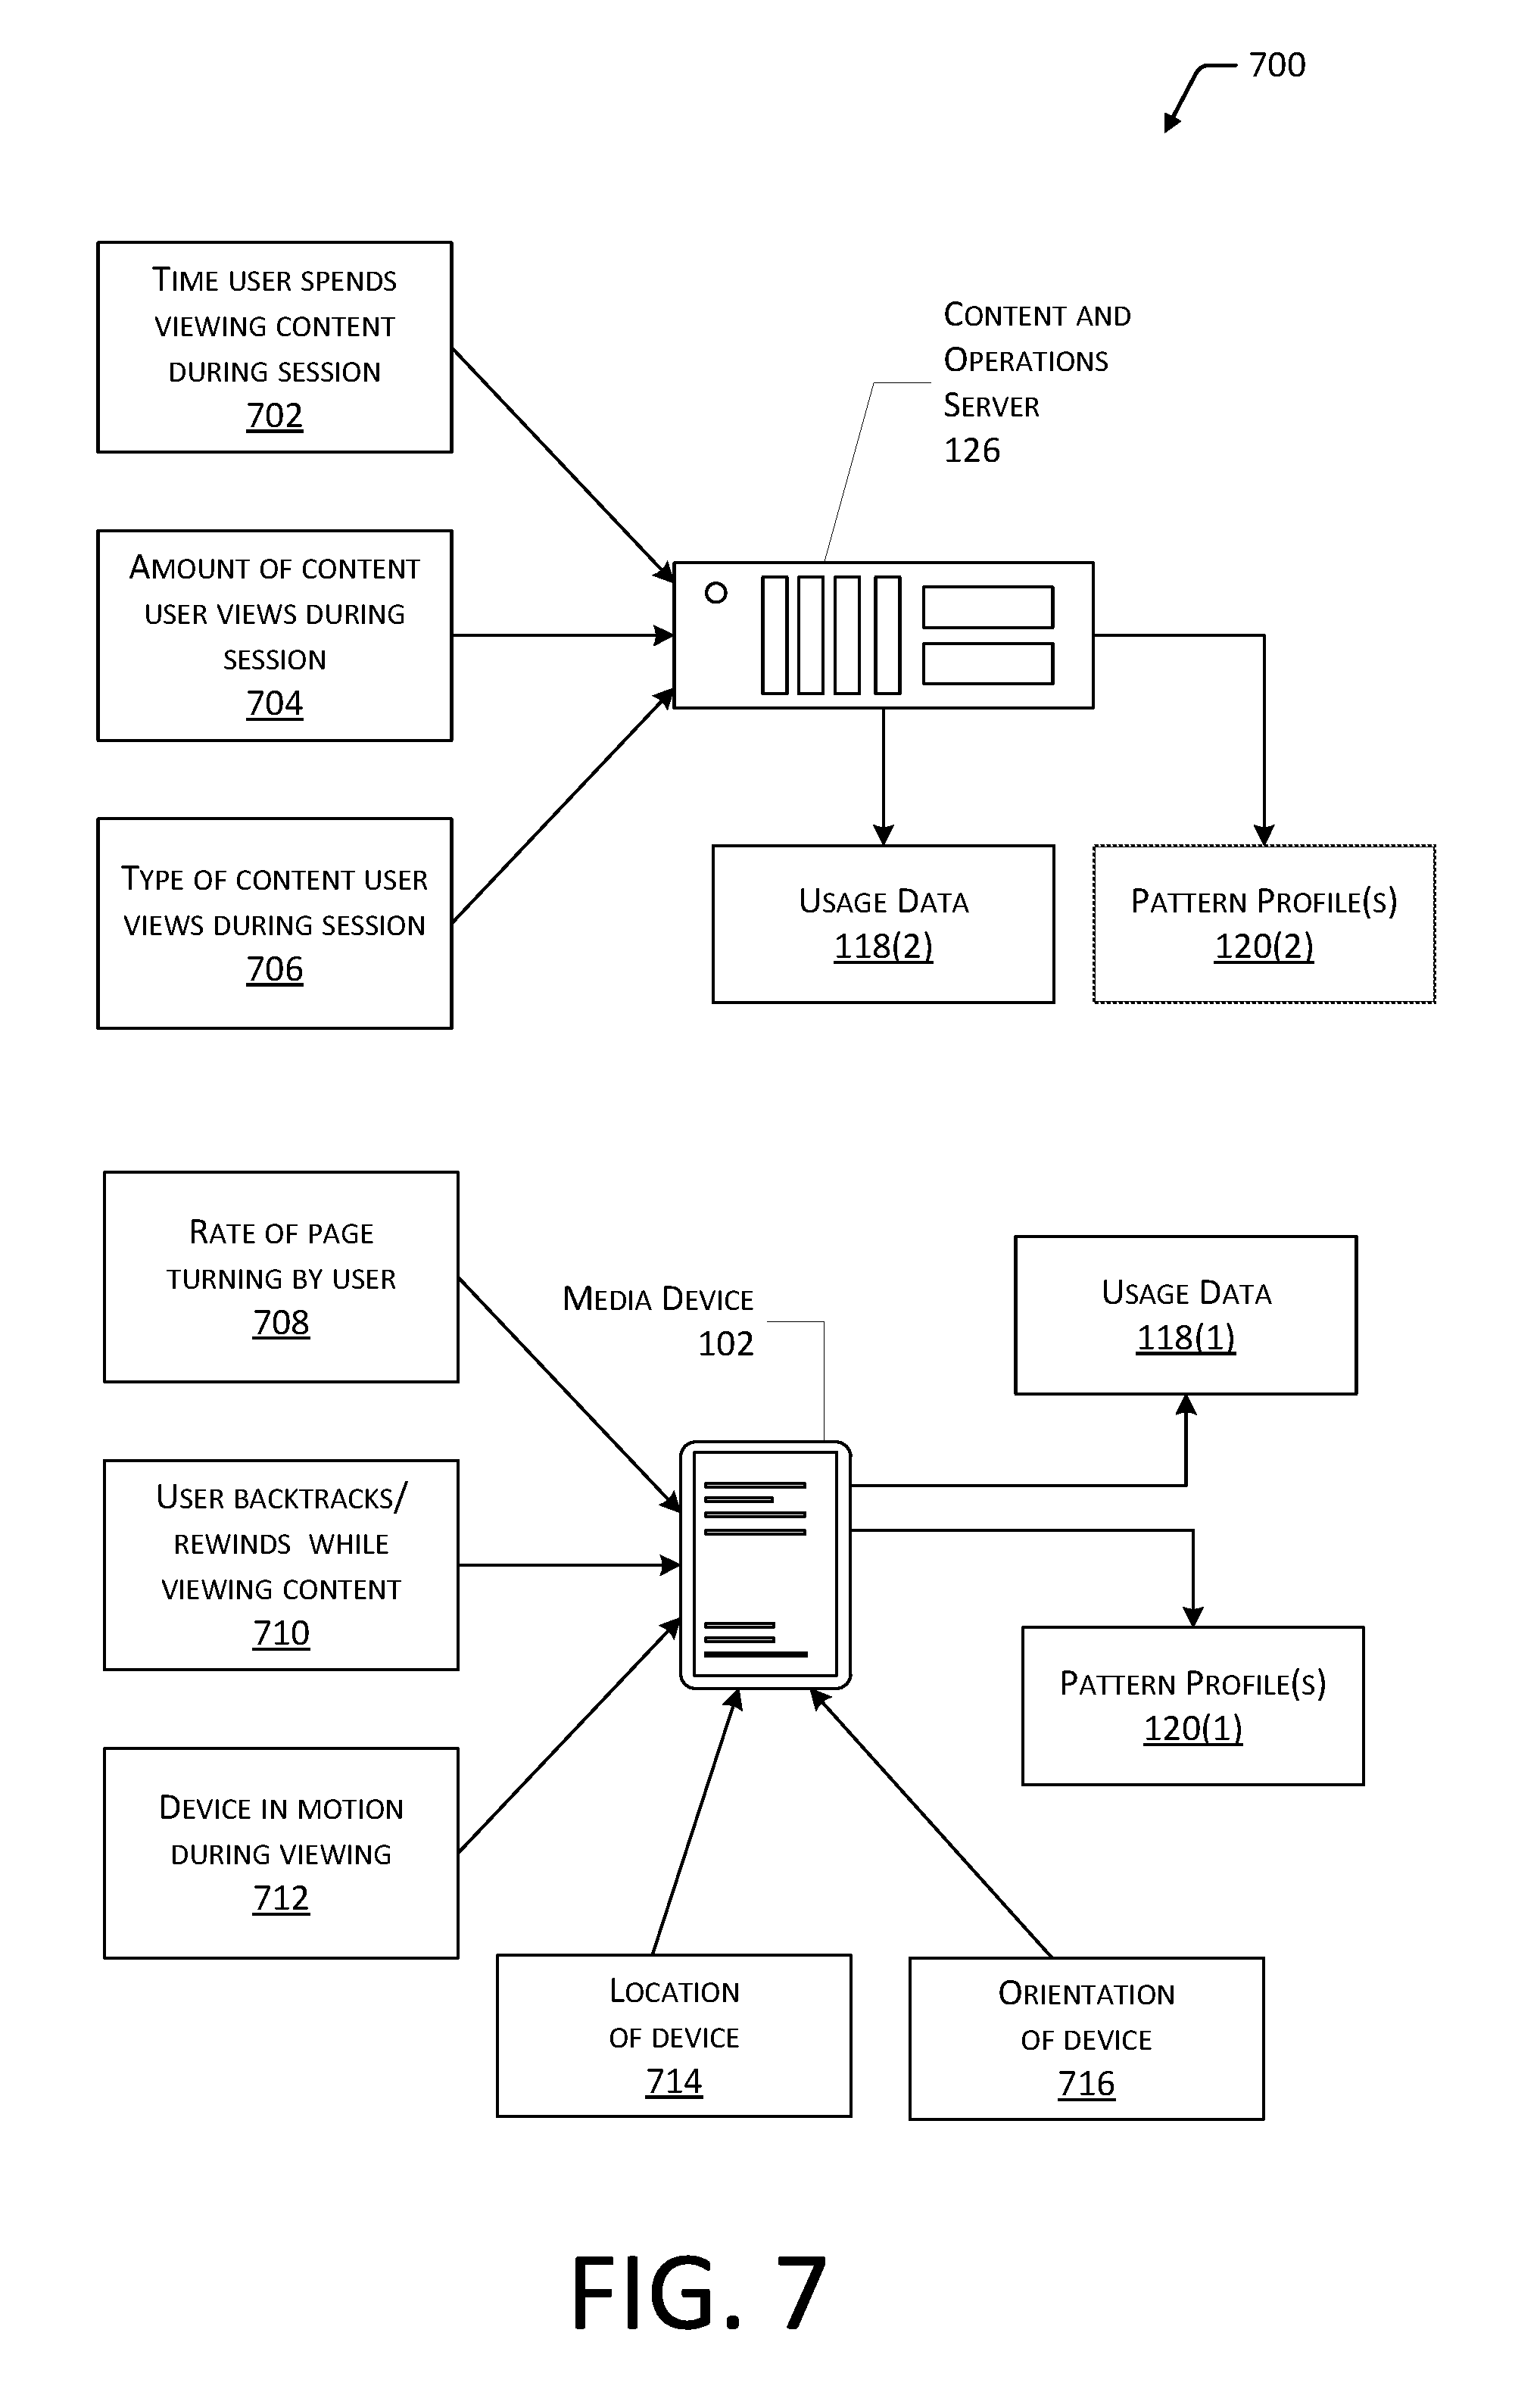 700
Time user spends
viewing content
during session
702
Content and
Operations
Server
126
Amount of content
user views during
session
704
Type of content user
views during session
706
Usage Data
118(2)
Pattern Profile(s)
120(2)
Rate of page
turning by user
708
Media Device
102
Usage Data
118(1)
User backtracks/
rewinds while
viewing content
710
Pattern Profile(s)
120(1)
Device in motion
during viewing
712
Location
of device
714
Orientation
of device
716
FIG. 7